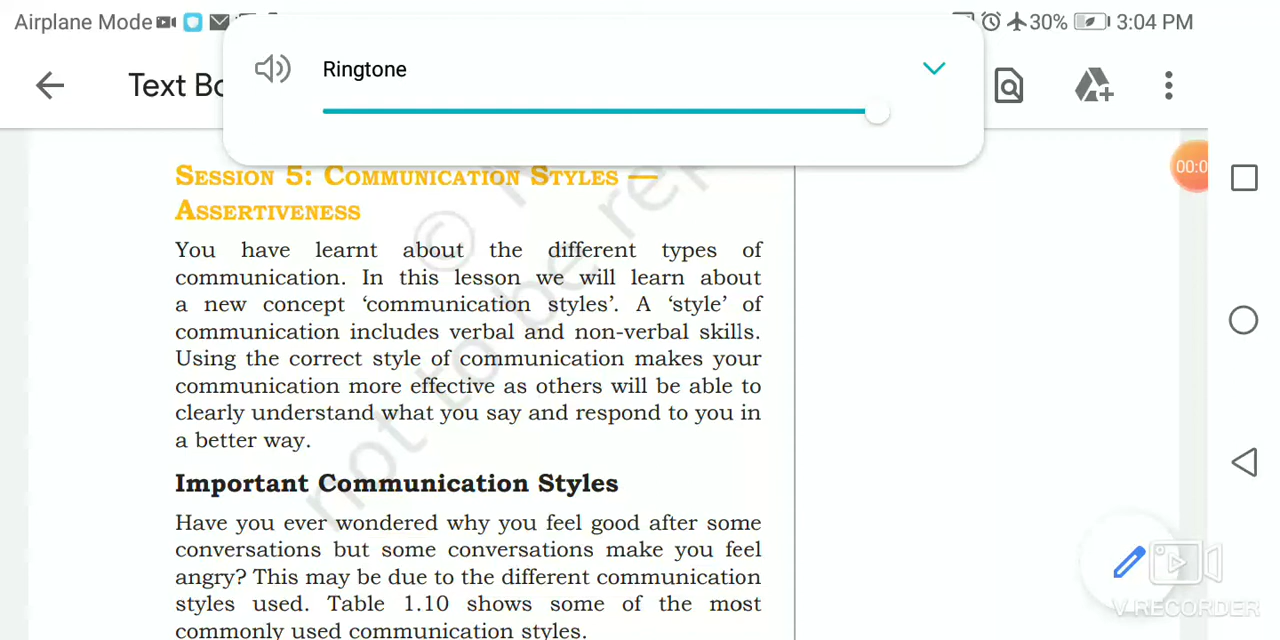 Airplane Mode 30% 3:04 PM
Ringtone
Text Bo
00:0
SESSION 5: COMMUNICATION STYLES —
ASSERTIVENESS
You have learnt about the different types of
communication. In this lesson we will learn about
a new concept ‘communication styles’. A ‘style’ of
communication includes verbal and non-verbal skills.
Using the correct style of communication makes your
communication more effective as others will be able to
clearly understand what you say and respond to you in
a better way.
Important Communication Styles
Have you ever wondered why you feel good after some
conversations but some conversations make you feel
angry? This may be due to the different communication
styles used. Table 1.10 shows some of the most
commonly used communication styles.
© N
not to be rep
V RECORDER